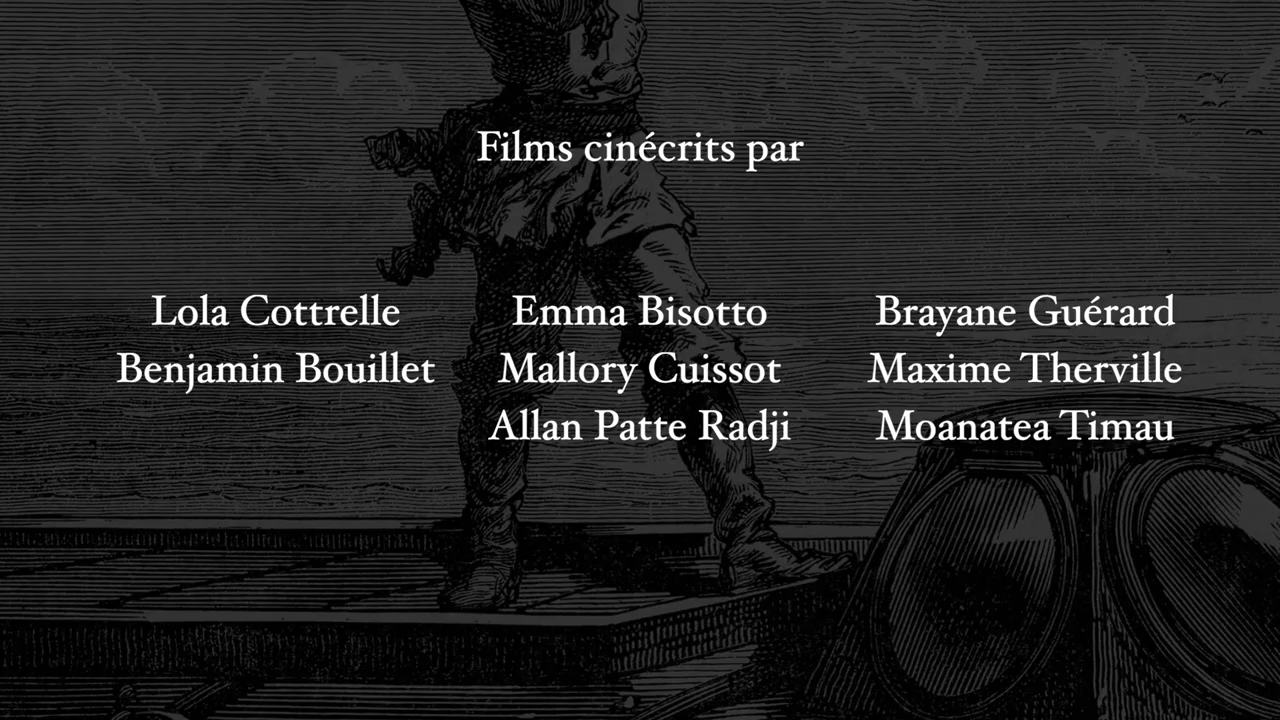 Films cinécrits par
Lola Cottrelle
Benjamin Bouillet
Emma Bisotto
Mallory Cuissot
Allan Patte Radji
Brayane Guérard
Maxime Therville
Moanatea Timau